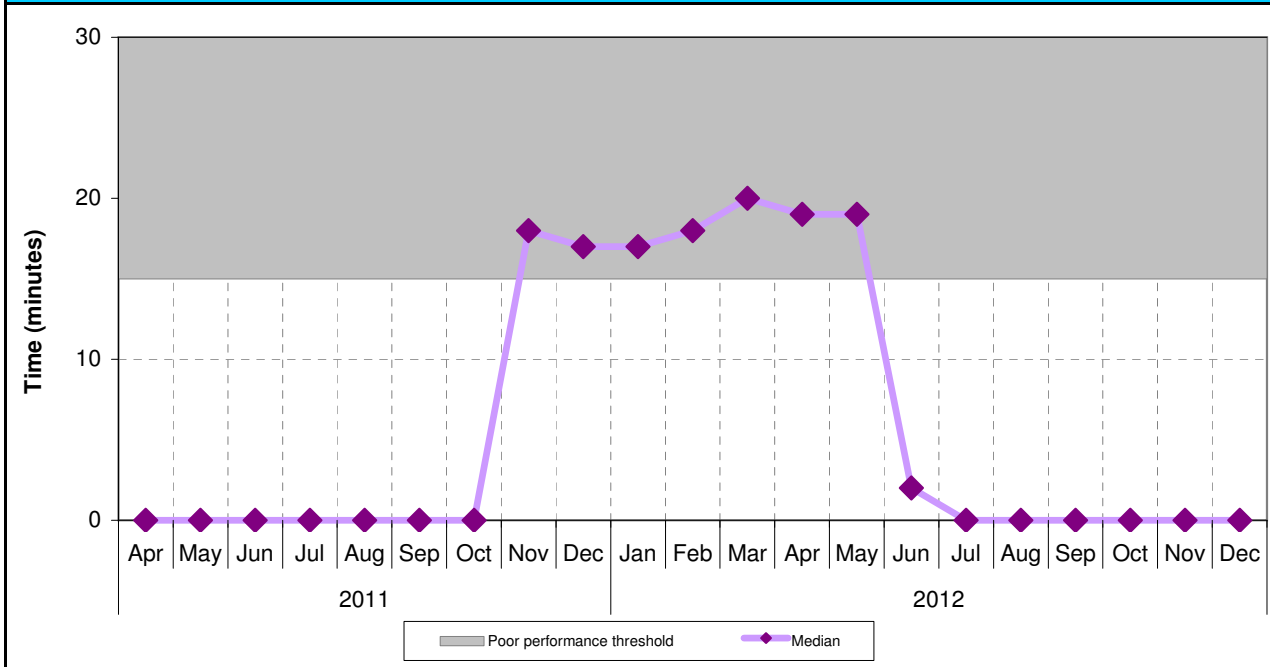 30
20
10
0
Time (minutes)
Apr May Jun Jul Aug Sep Oct Nov Dec Jan Feb Mar Apr May Jun Jul Aug Sep Oct Nov Dec
2011 2012
Poor performance threshold Median